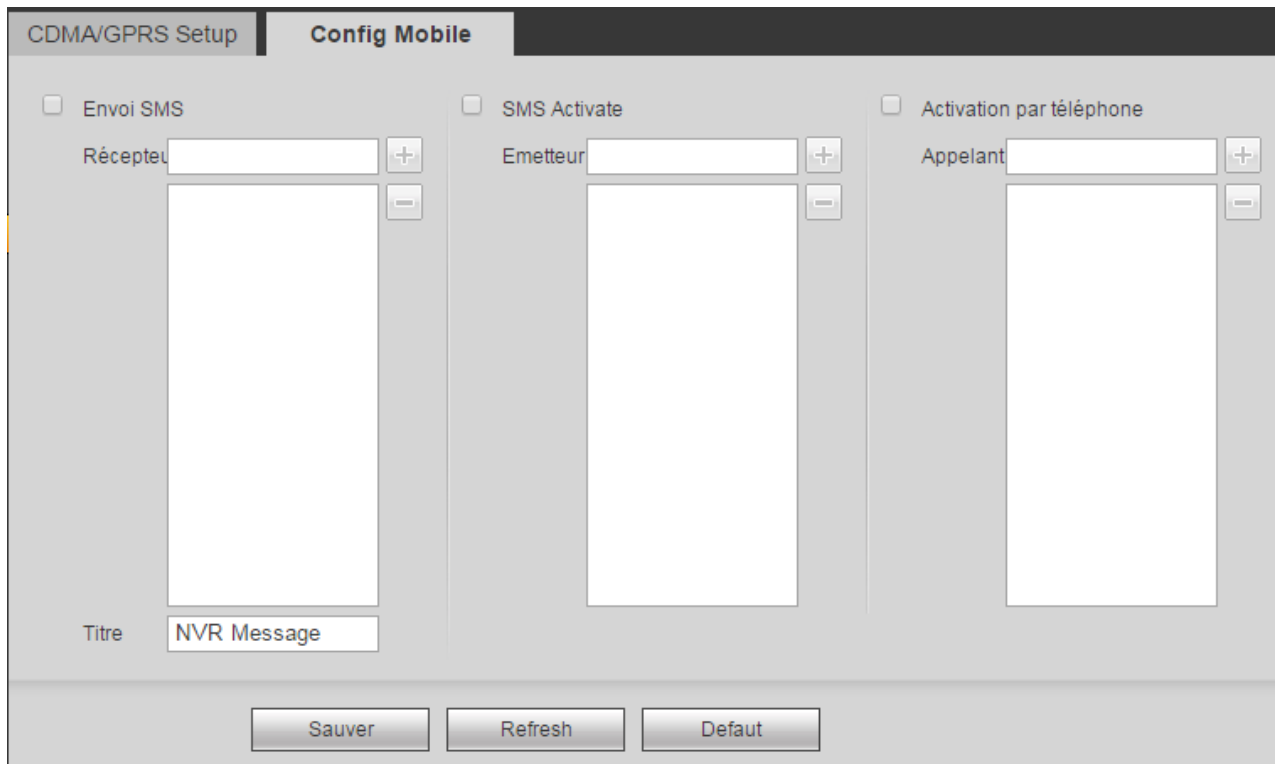 CDMA/GPRS Setup Config Mobile
Envoi SMS SMS Activate Activation par téléphone
Récepteu Emetteur Appelant
Titre NVR Message
Sauver Refresh Defaut